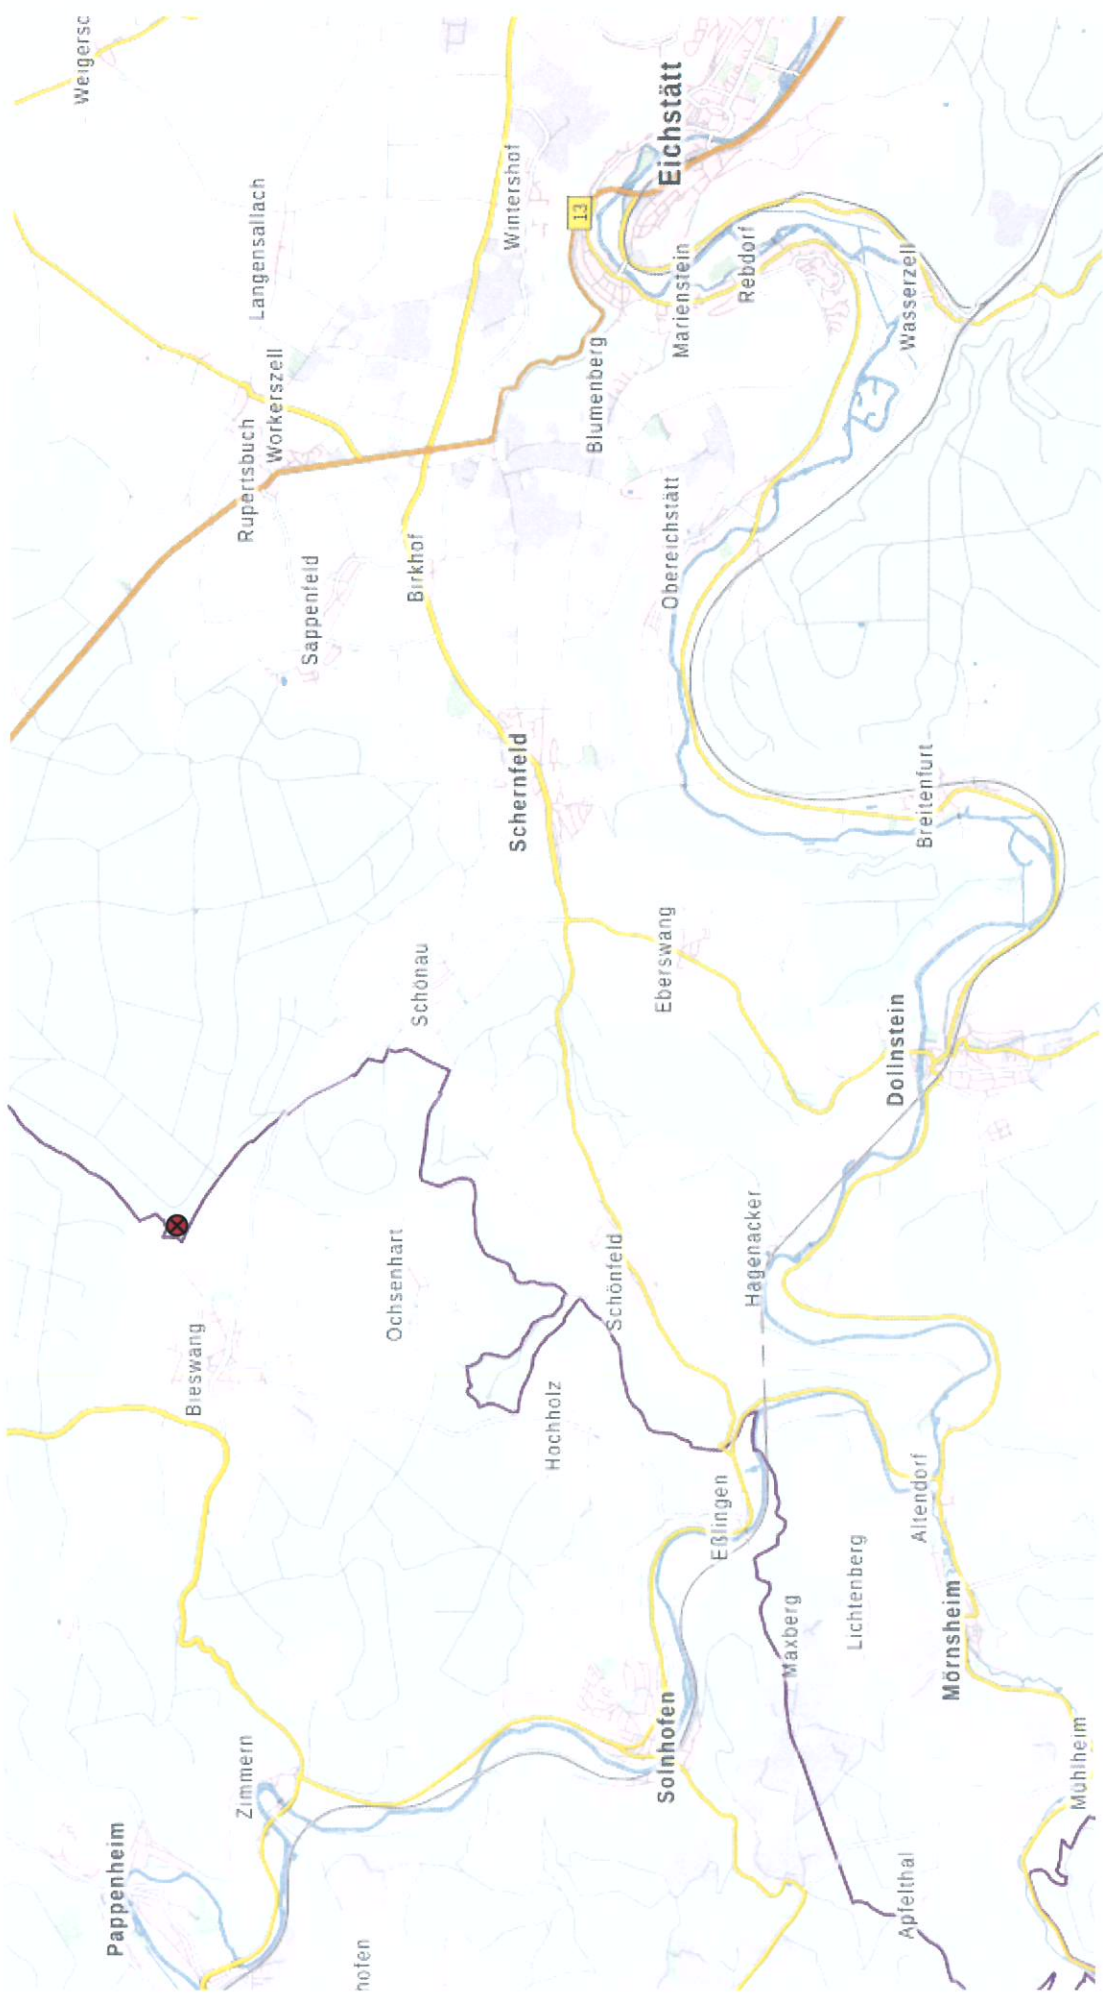 Weigersc
Pappenheim
Bieswang
Zimmern
Rupertsbuch
Langensallach
Workerszell
Sappenfeld
hofen
Ochsenhart
Schönau
Birkhof
Wintershof
Schernfeld
Hochholz
13
Blumenberg
Schönfeld
Solnhofen
Eberswang
Obereichstätt
Eichstätt
Marienstein
Eßlingen
Rebdorf
Hagenacker
Maxberg
Lichtenberg
Dollnstein
Apfelthal
Wasserzell
Altendorf
Breitenfurt
Mörnsheim
Mühlheim